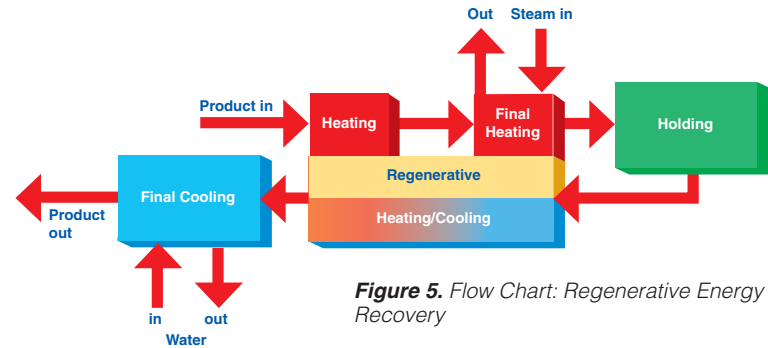 Out
Steam in
Product in
Heating
Final
Heating
Holding
Regenerative
Heating/Cooling
Final Cooling
Product
out
in
out
Water
Figure 5. Flow Chart: Regenerative Energy
Recovery